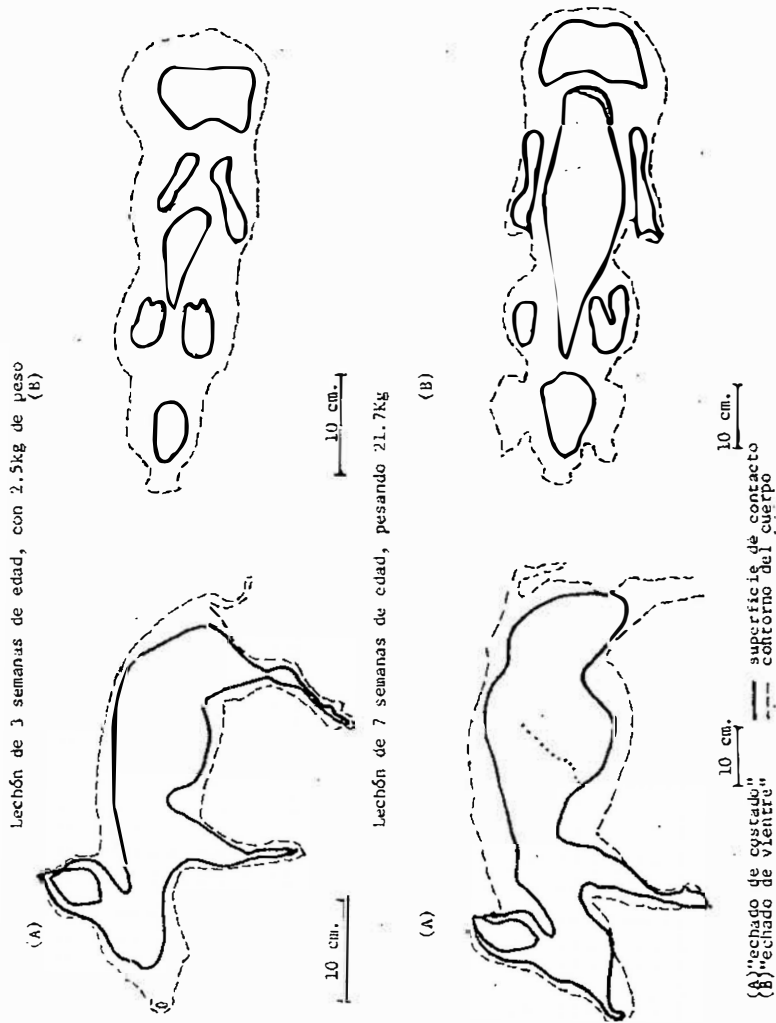 Lechón de 3 semanas de edad, con 2.5kg de peso
(A)
(B)
10 cm.
10 cm.
Lechón de 7 semanas de edad, pesando 21.7Kg
(A)
(B)
10 cm.
10 cm.
(A)"echado de costado"
superficie de contacto
(B)"echado de vientre"
contorno del cuerpo